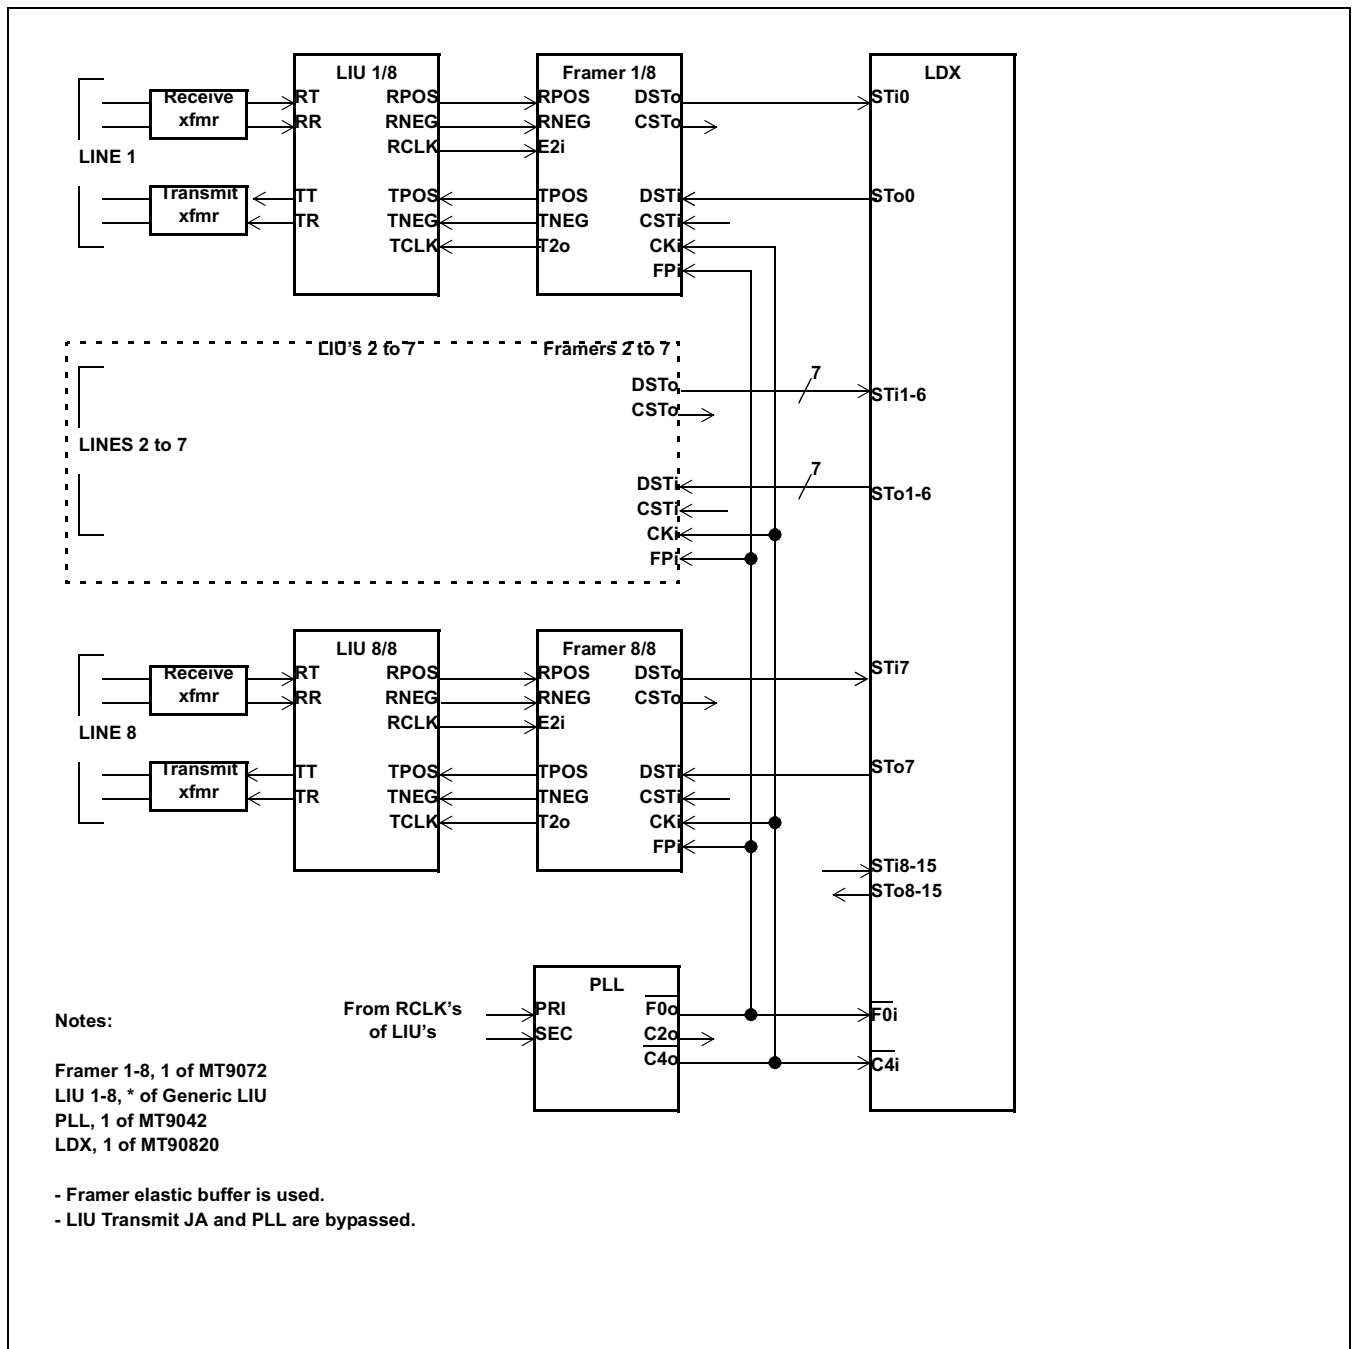 LIU 1/8 Framer 1/8 LDX
Receive xfmr
RT RPOS RPOS DSTo STi0
RR RNEG RNEG CSTo
RCLK E2i
LINE 1
Transmit xfmr
TT TPOS TPOS DSTi STo0
TR TNEG TNEG CSTi
TCLK T2o CKi
FPi
LIU's 2 to 7 Framers 2 to 7
DSTo 7 STi1-6
CSTo
LINES 2 to 7
DSTi 7 STo1-6
CSTi
CKi
FPi
LIU 8/8 Framer 8/8
Receive xfmr
RT RPOS RPOS DSTo STi7
RR RNEG RNEG CSTo
RCLK E2i
LINE 8
Transmit xfmr
TT TPOS TPOS DSTi STo7
TR TNEG TNEG CSTi
TCLK T2o CKi
FPi
STi8-15
STo8-15
PLL
From RCLK's
of LIU's
PRI F0o F0i
SEC C2o
C4o C4i
Notes:
Framer 1-8, 1 of MT9072
LIU 1-8, * of Generic LIU
PLL, 1 of MT9042
LDX, 1 of MT90820
- Framer elastic buffer is used.
- LIU Transmit JA and PLL are bypassed.